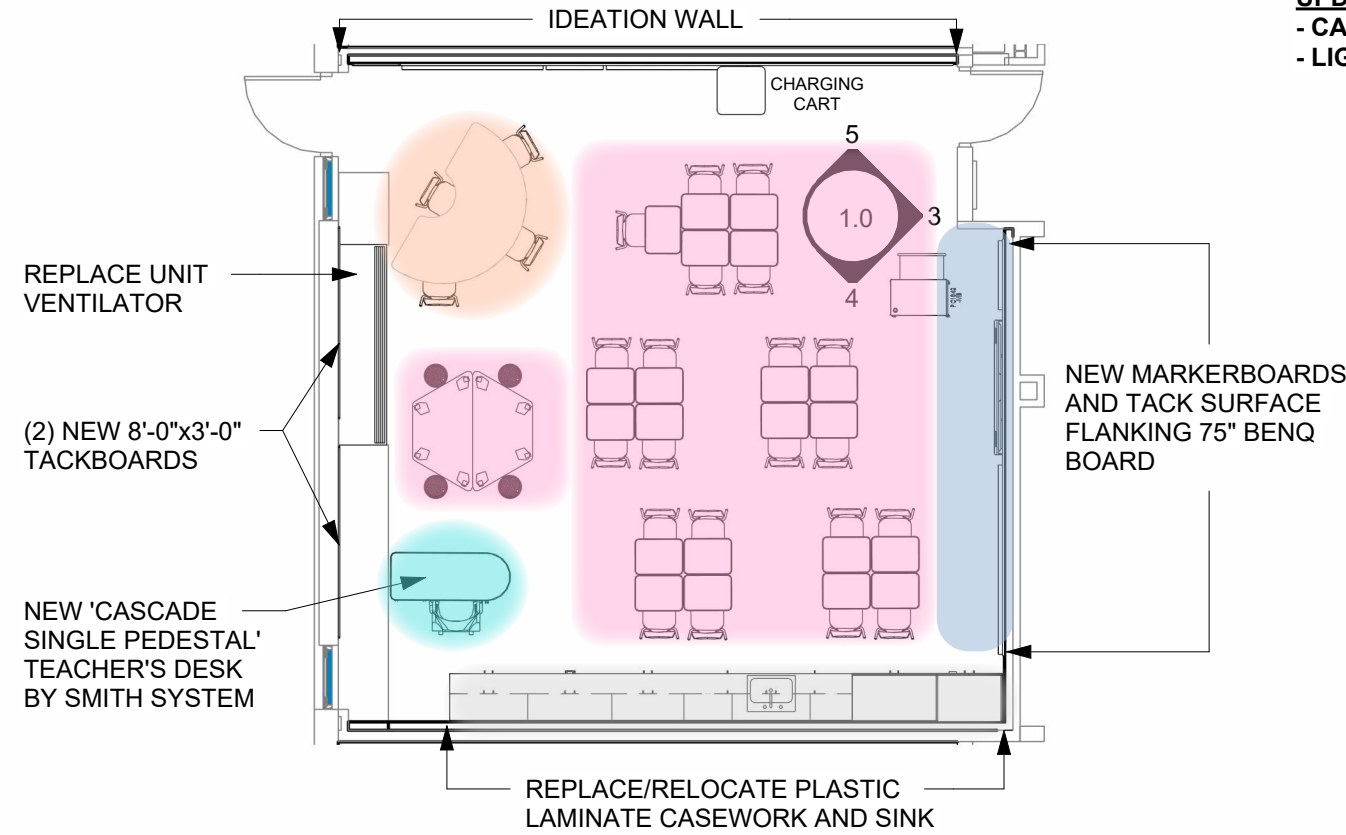 IDEATION WALL
- CA
- LIG
CHARGING
CART
5
1.0
3
4
REPLACE UNIT
VENTILATOR
(2) NEW 8'-0"x3'-0"
TACKBOARDS
NEW MARKERBOARDS
AND TACK SURFACE
FLANKING 75" BENQ
BOARD
NEW 'CASCADE
SINGLE PEDESTAL'
TEACHER'S DESK
BY SMITH SYSTEM
REPLACE/RELOCATE PLASTIC
LAMINATE CASEWORK AND SINK